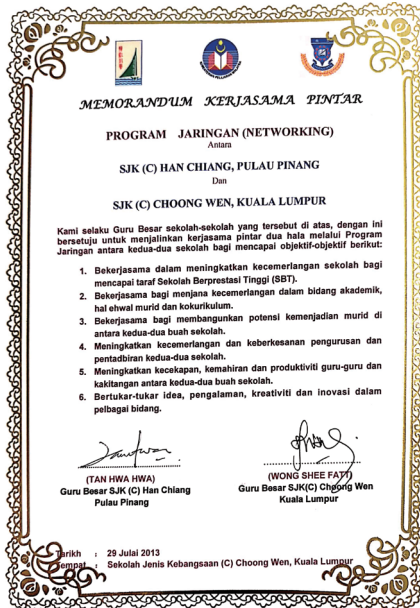 MEMORANDUM KERJASAMA PINTAR
PROGRAM JARINGAN (NETWORKING)
Antara
SJK (C) HAN CHIANG, PULAU PINANG
Dan
SJK (C) CHOONG WEN, KUALA LUMPUR
Kami selaku Guru Besar sekolah-sekolah yang tersebut di atas, dengan ini
bersetuju untuk menjalinkan kerjasama pintar dua hala melalui Program
Jaringan antara kedua-dua sekolah bagi mencapai objektif-objektif berikut:
1. Bekerjasama dalam meningkatkan kecemerlangan sekolah bagi
mencapai taraf Sekolah Berprestasi Tinggi (SBT).
2. Bekerjasama bagi menjana kecemerlangan dalam bidang akademik,
hal ehwal murid dan kokurikulum.
3. Bekerjasama bagi membangunkan potensi kemenjadian murid di
antara kedua-dua buah sekolah.
4. Meningkatkan kecemerlangan dan keberkesanan pengurusan dan
pentadbiran kedua-dua sekolah.
5. Meningkatkan kecekapan, kemahiran dan produktiviti guru-guru dan
kakitangan antara kedua-dua buah sekolah.
6. Bertukar-tukar idea, pengalaman, kreativiti dan inovasi dalam
pelbagai bidang.
(TAN HWA HWA)
Guru Besar SJK (C) Han Chiang
Pulau Pinang
(WONG SHEE FATT)
Guru Besar SJK(C) Choong Wen
Kuala Lumpur
Tarikh : 29 Julai 2013
Tempat : Sekolah Jenis Kebangsaan (C) Choong Wen, Kuala Lumpur